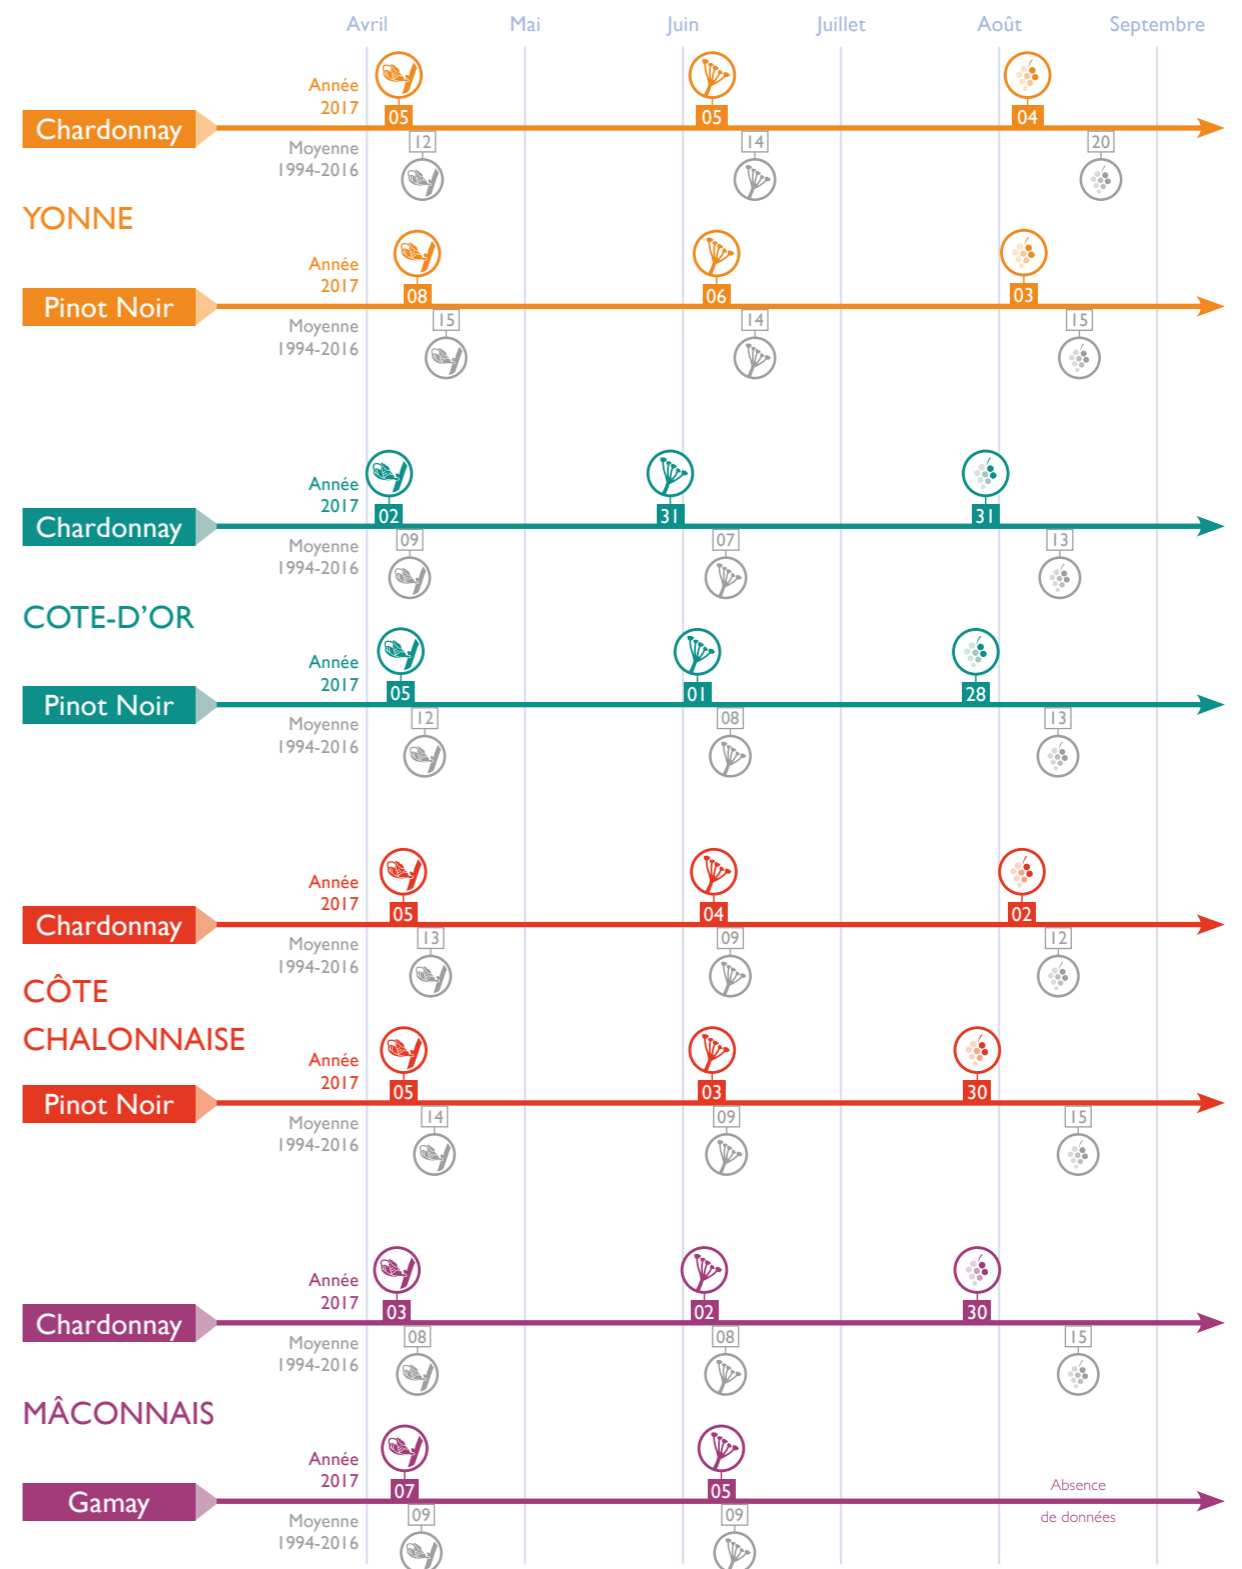 Avril Mai Juin Juillet Août Septembre
Année
2017
05 05 04
Chardonnay
Moyenne
1994-2016
12 14 20
YONNE
Année
2017
08 06 03
Pinot Noir
Moyenne
1994-2016
15 14 15
Année
2017
02 31 31
Chardonnay
Moyenne
1994-2016
09 07 13
COTE-D’OR
Année
2017
05 01 28
Pinot Noir
Moyenne
1994-2016
12 08 13
Année
2017
05 04 02
Chardonnay
Moyenne
1994-2016
13 09 12
CÔTE
CHALONNAISE
Année
2017
05 03 30
Pinot Noir
Moyenne
1994-2016
14 09 15
Année
2017
03 02 30
Chardonnay
Moyenne
1994-2016
08 08 15
MÂCONNAIS
Année
2017
07 05
Gamay
Absence
de données
Moyenne
1994-2016
09 09